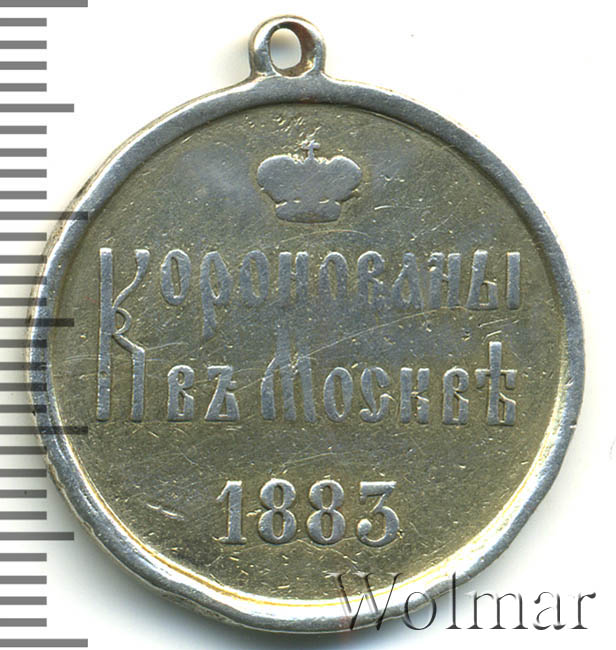 Коронованы
въ Москвѣ
1883
Wolmar